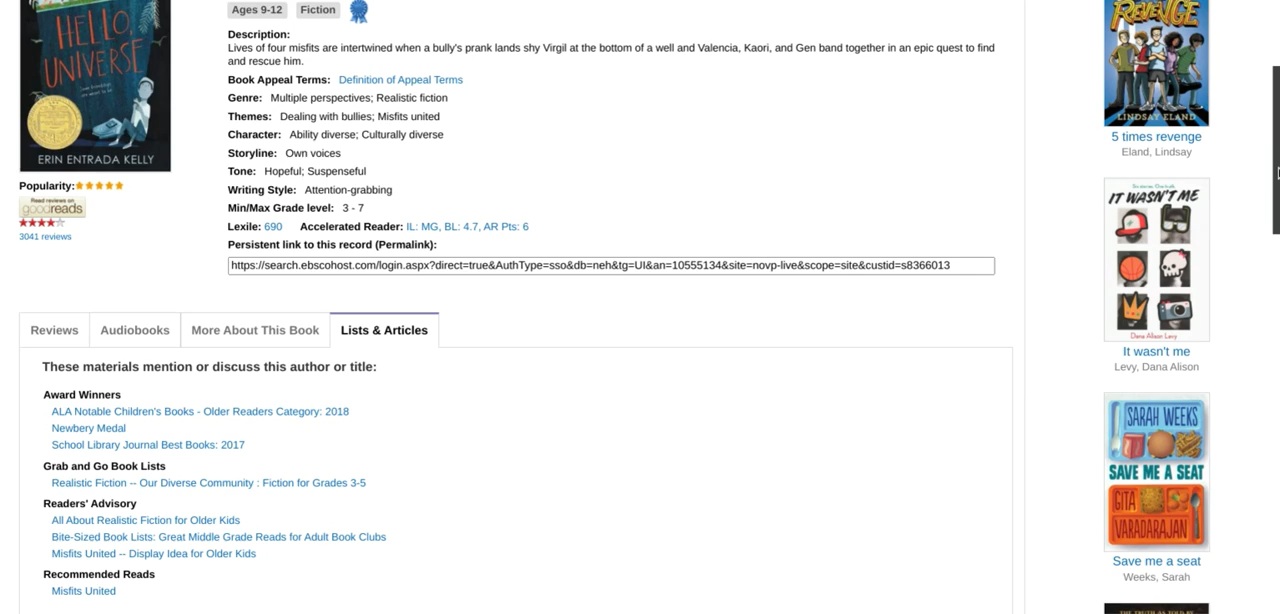 HELLO,
UNIVERSE
ERIN ENTRADA KELLY
Popularity:
Read reviews on
goodreads
3041 reviews
Ages 9-12 Fiction
Description:
Lives of four misfits are intertwined when a bully's prank lands shy Virgil at the bottom of a well and Valencia, Kaori, and Gen band together in an epic quest to find
and rescue him.
Book Appeal Terms: Definition of Appeal Terms
Genre: Multiple perspectives; Realistic fiction
Themes: Dealing with bullies; Misfits united
Character: Ability diverse; Culturally diverse
Storyline: Own voices
Tone: Hopeful; Suspenseful
Writing Style: Attention-grabbing
Min/Max Grade level: 3 - 7
Lexile: 690 Accelerated Reader: IL: MG, BL: 4.7, AR Pts: 6
Persistent link to this record (Permalink):
https://search.ebscohost.com/login.aspx?direct=true&AuthType=sso&db=neh&tg=UI&an=10555134&site=novp-live&scope=site&custid=s8366013
Reviews Audiobooks More About This Book Lists & Articles
These materials mention or discuss this author or title:
Award Winners
ALA Notable Children's Books - Older Readers Category: 2018
Newbery Medal
School Library Journal Best Books: 2017
Grab and Go Book Lists
Realistic Fiction -- Our Diverse Community : Fiction for Grades 3-5
Readers' Advisory
All About Realistic Fiction for Older Kids
Bite-Sized Book Lists: Great Middle Grade Reads for Adult Book Clubs
Misfits United -- Display Idea for Older Kids
Recommended Reads
Misfits United
REVENGE
LINDSAY ELAND
5 times revenge
Eland, Lindsay
IT WASN'T ME
Dana Alison Levy
It wasn't me
Levy, Dana Alison
SARAH WEEKS
SAVE ME A SEAT
GITA
VARADARAJAN
Save me a seat
Weeks, Sarah